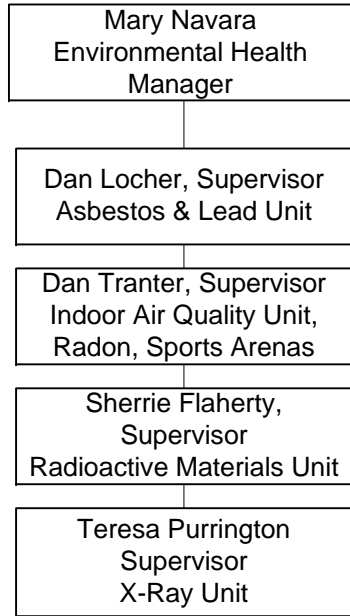 Mary Navara
Environmental Health
Manager
Dan Locher, Supervisor
Asbestos & Lead Unit
Dan Tranter, Supervisor
Indoor Air Quality Unit,
Radon, Sports Arenas
Sherrie Flaherty,
Supervisor
Radioactive Materials Unit
Teresa Purrington
Supervisor
X-Ray Unit